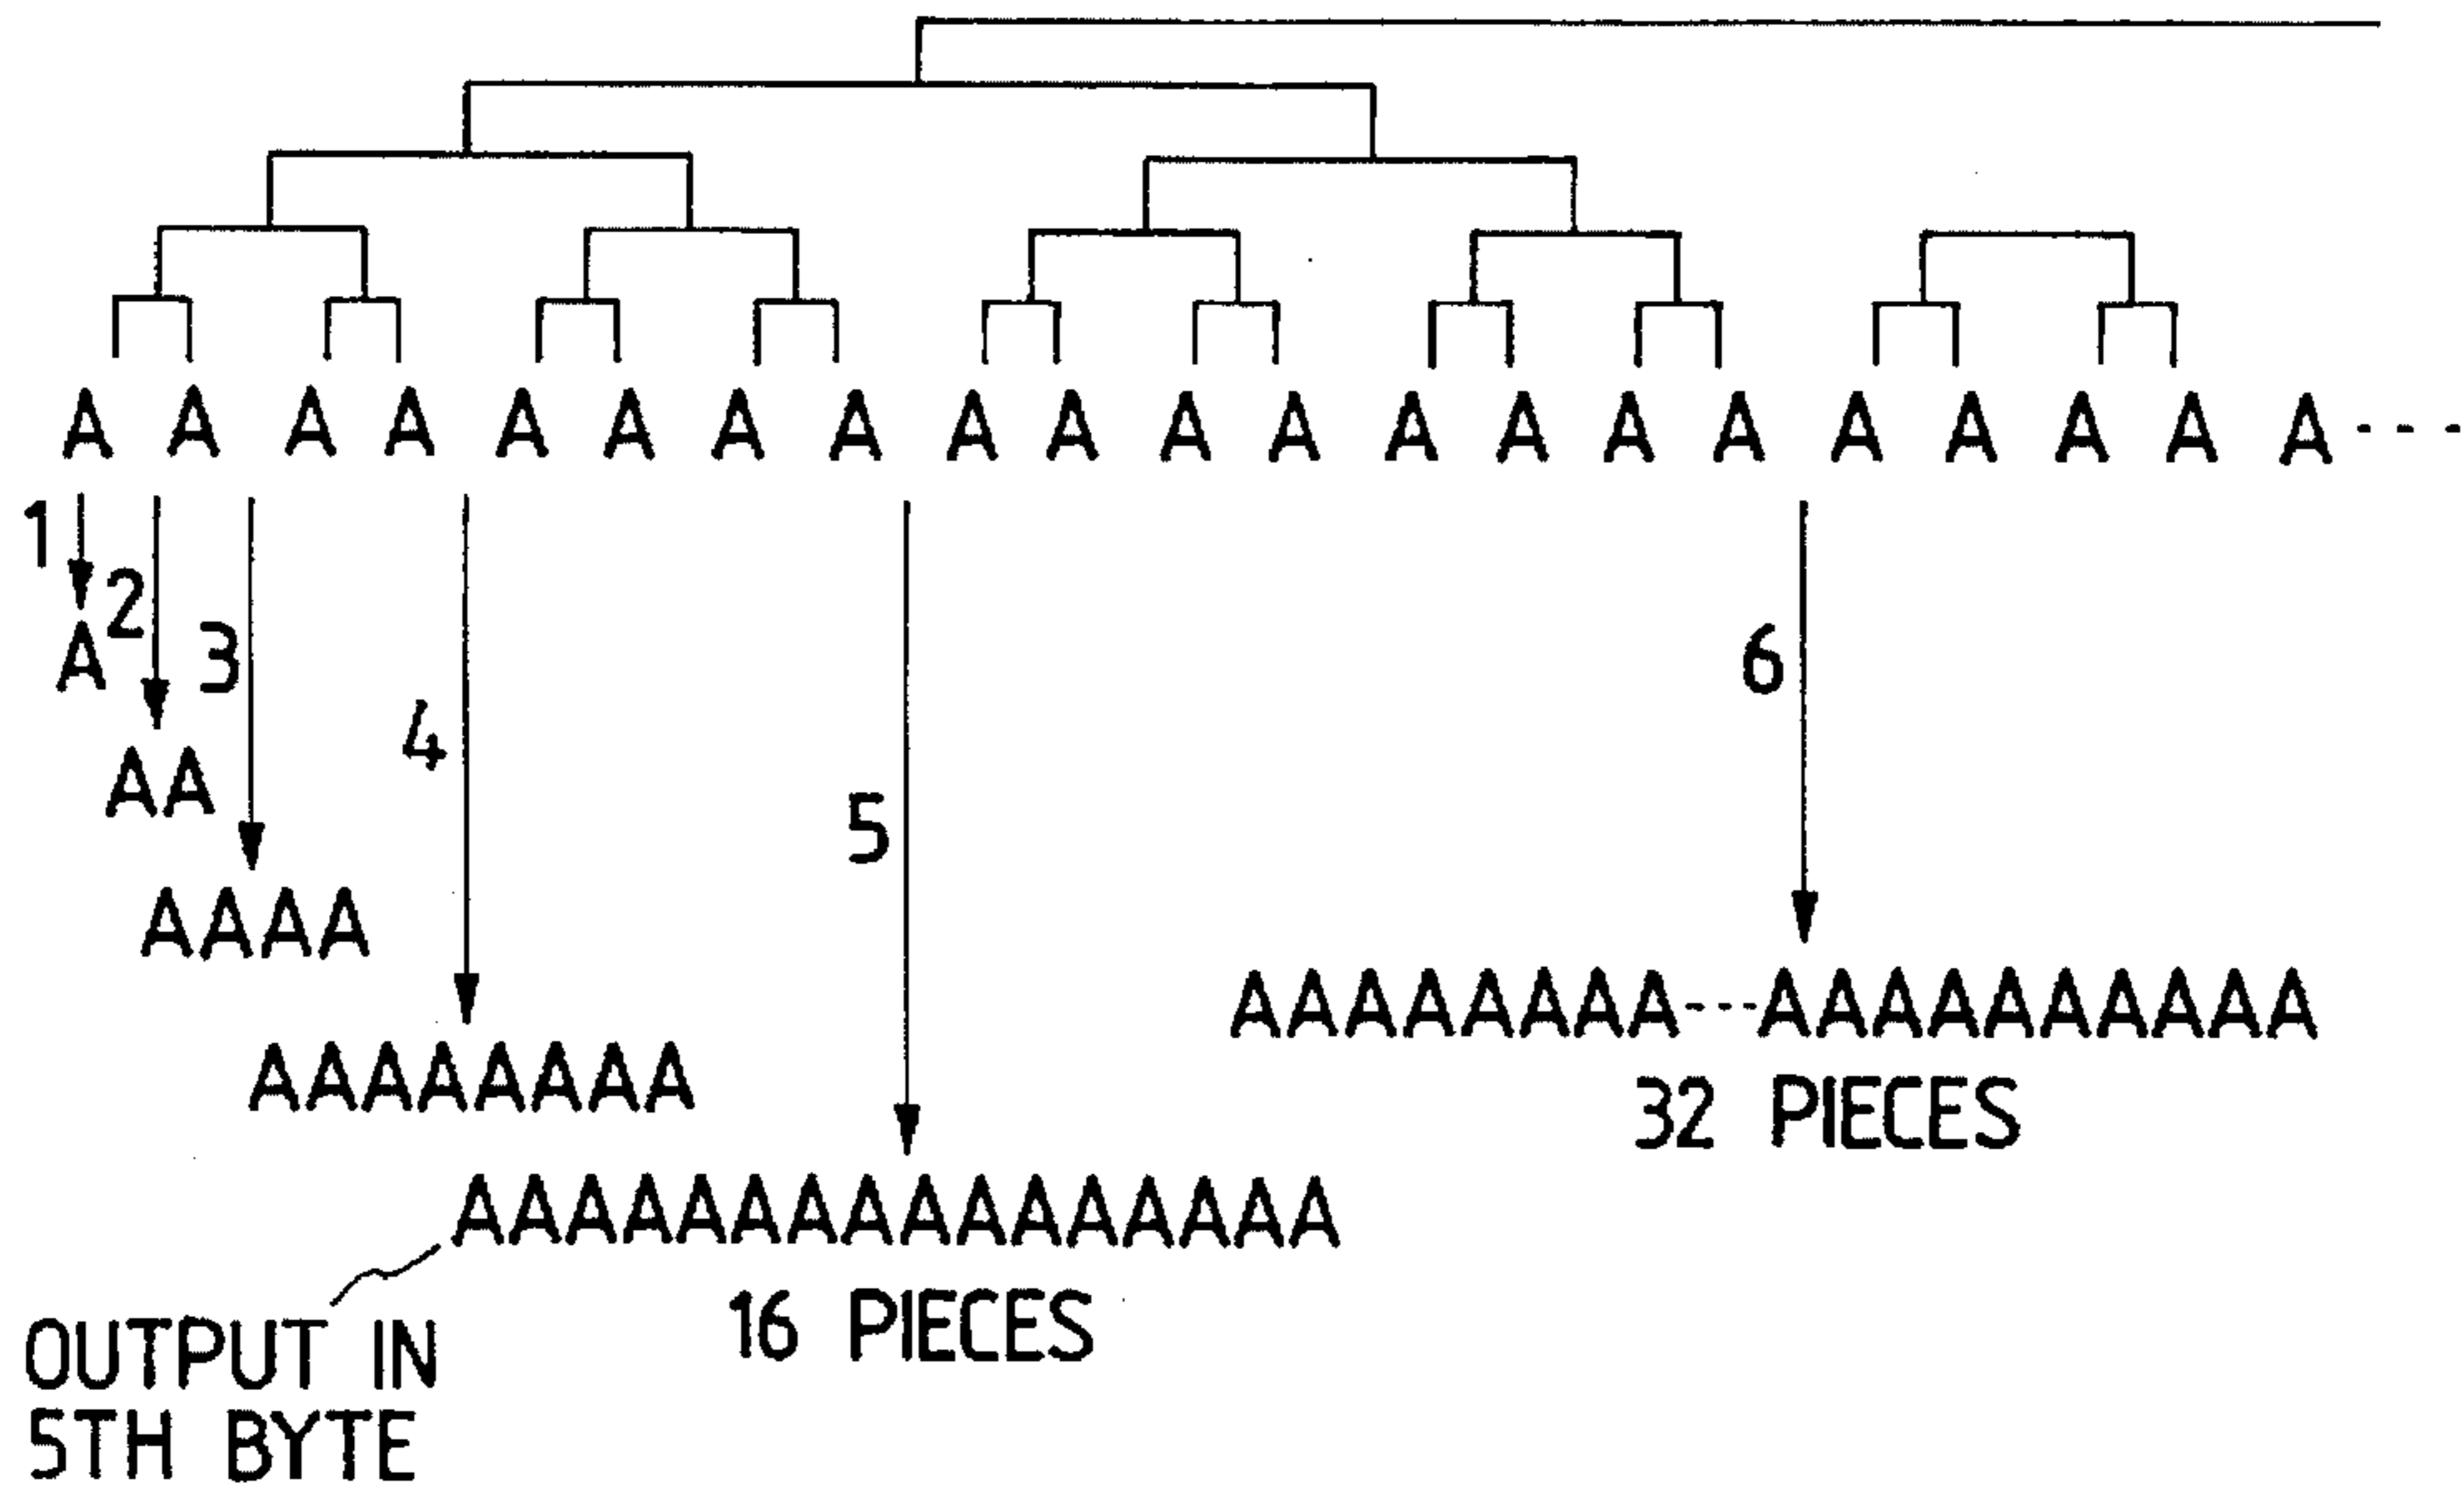 A A A A A A A A A A A A A A A A A A A A A - - -
1
2
A
3
6
4
AA
5
AAAA
AAAAAAAA---AAAAAAAAAA
AAAAAAAA
32 PIECES
AAAAAAAAAAAAAAAA
16 PIECES
OUTPUT IN
5TH BYTE